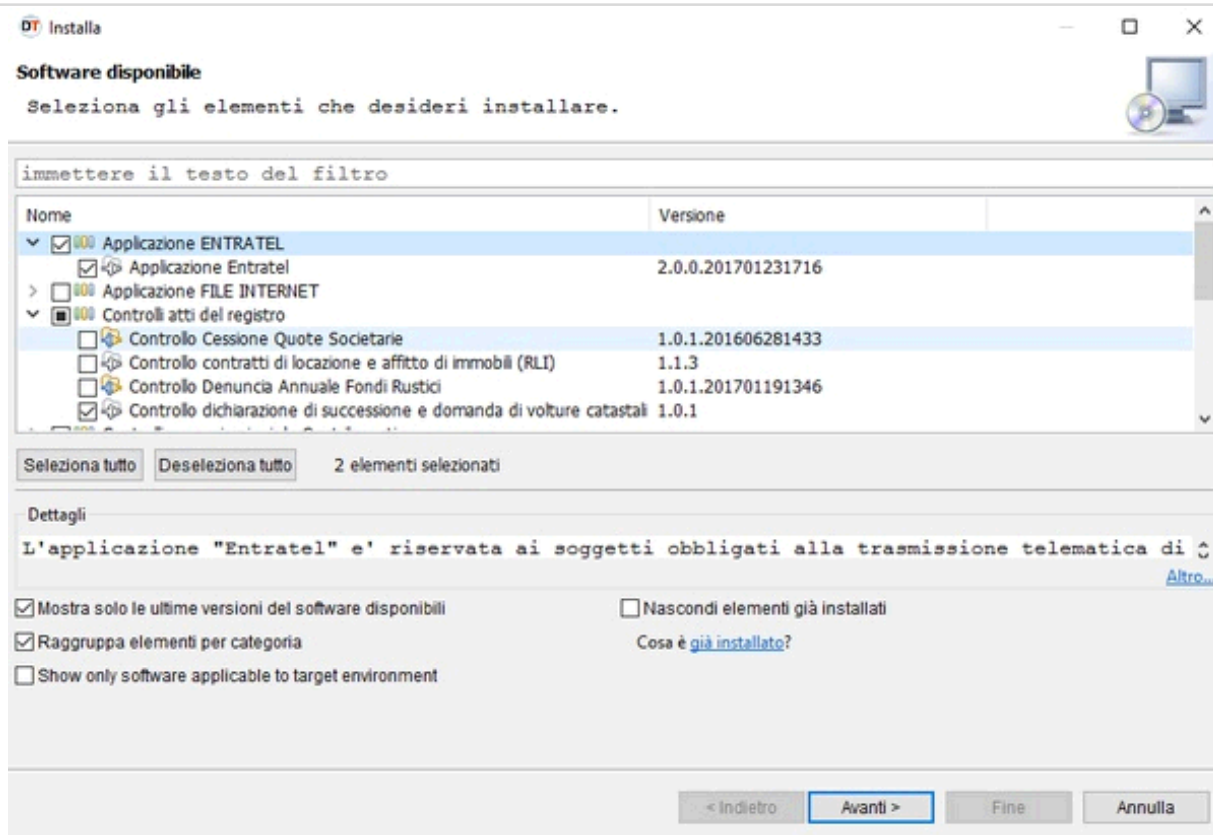 DT Installa
Software disponibile
Seleziona gli elementi che desideri installare.
immettere il testo del filtro
Nome Versione
Applicazione ENTRATEL
Applicazione Entratel 2.0.0.201701231716
Applicazione FILE INTERNET
Controlli atti del registro
Controllo Cessione Quote Societarie 1.0.1.201606281433
Controllo contratti di locazione e affitto di immobili (RLI) 1.1.3
Controllo Denuncia Annuale Fondi Rustici 1.0.1.201701191346
Controllo dichiarazione di successione e domanda di volture catastali 1.0.1
Seleziona tutto Deseleziona tutto 2 elementi selezionati
Dettagli
L'applicazione "Entratel" e' riservata ai soggetti obbligati alla trasmissione telematica di
Altro...
Mostra solo le ultime versioni del software disponibili Nascondi elementi già installati
Raggruppa elementi per categoria Cosa è già installato?
Show only software applicable to target environment
< Indietro Avanti > Fine Annulla